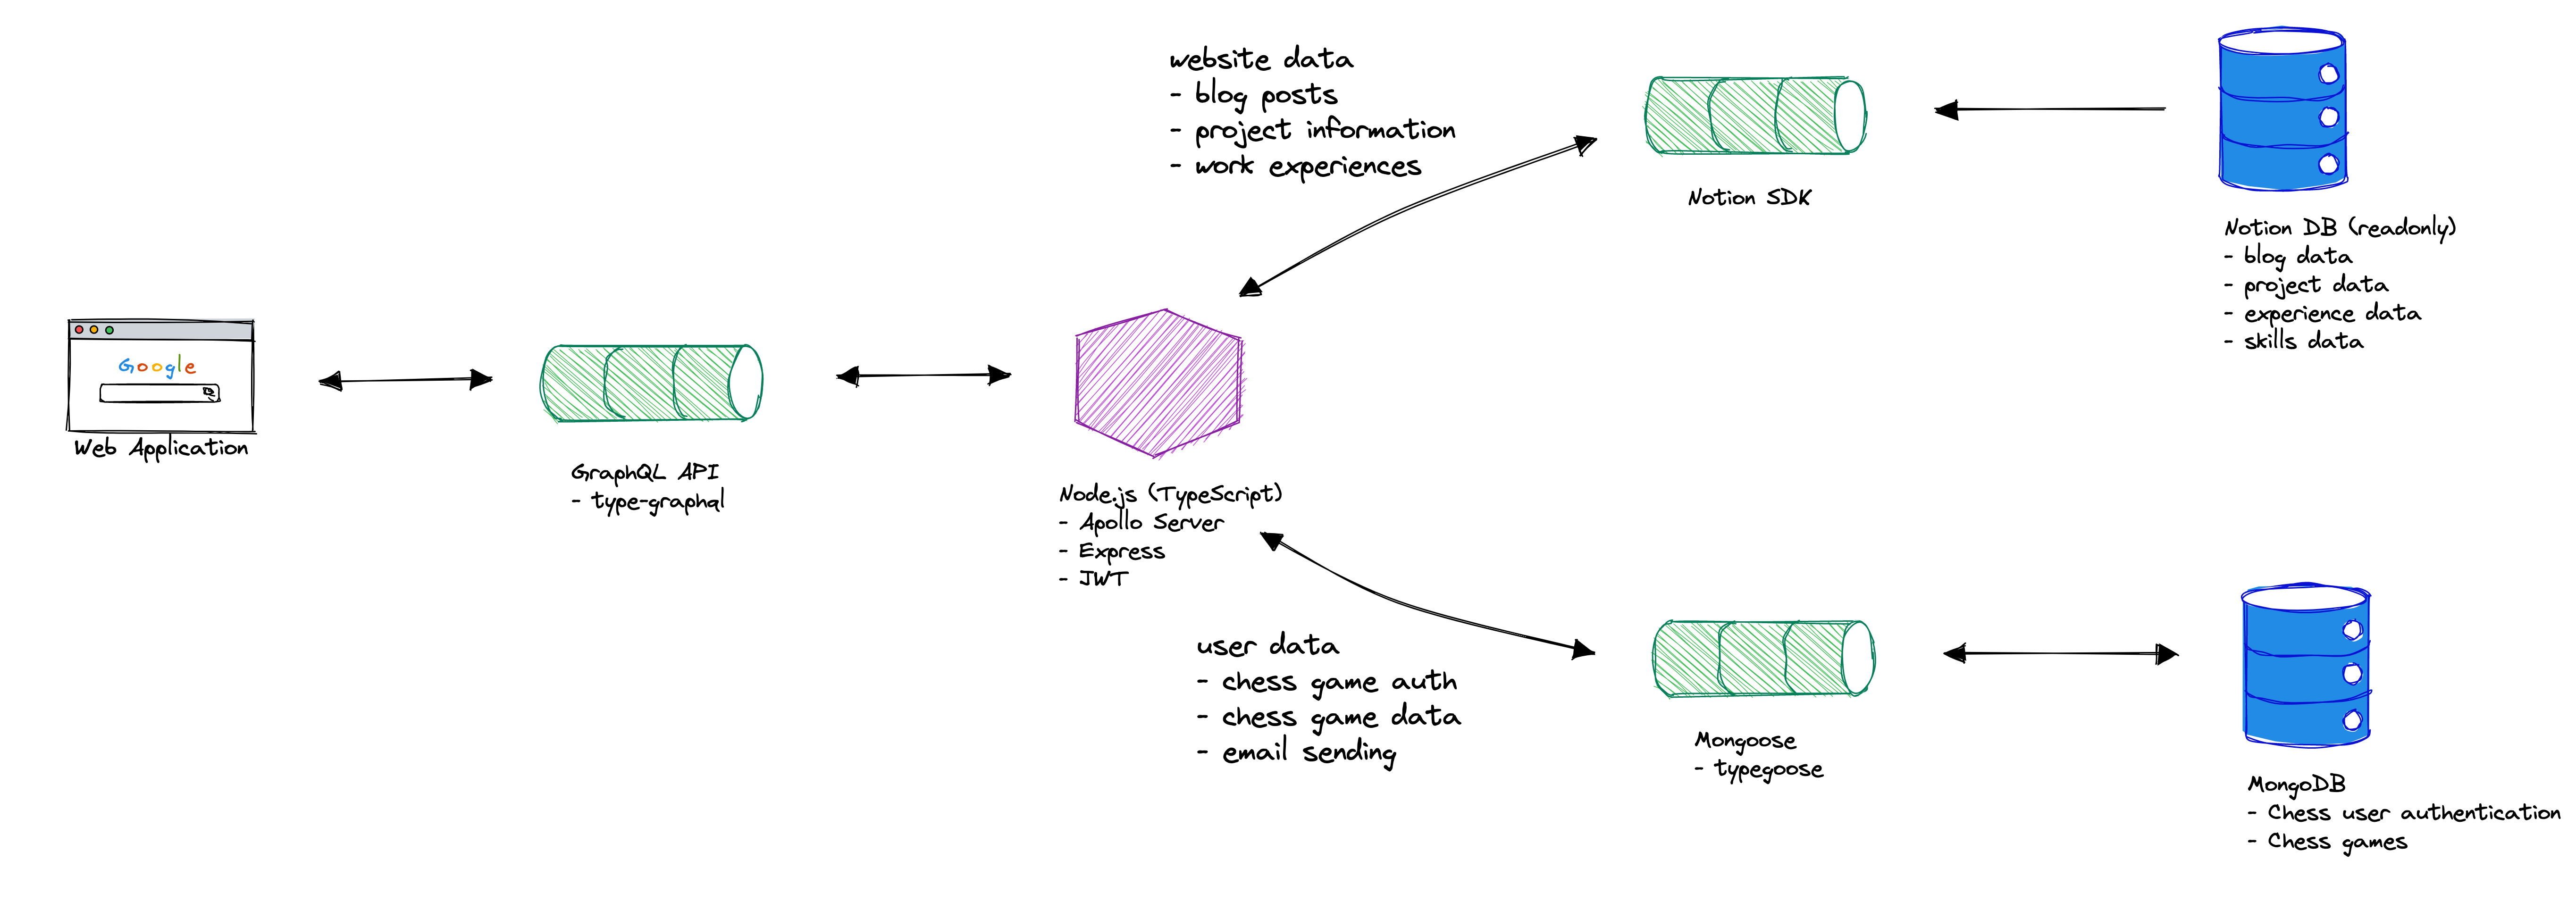 website data
- blog posts
- project information
- work experiences
Notion SDK
Notion DB (readonly)
- blog data
- project data
- experience data
- skills data
Google
Web Application
GraphQL API
- type-graphql
Node.js (TypeScript)
- Apollo Server
- Express
- JWT
user data
- chess game auth
- chess game data
- email sending
Mongoose
- typegoose
MongoDB
- Chess user authentication
- Chess games